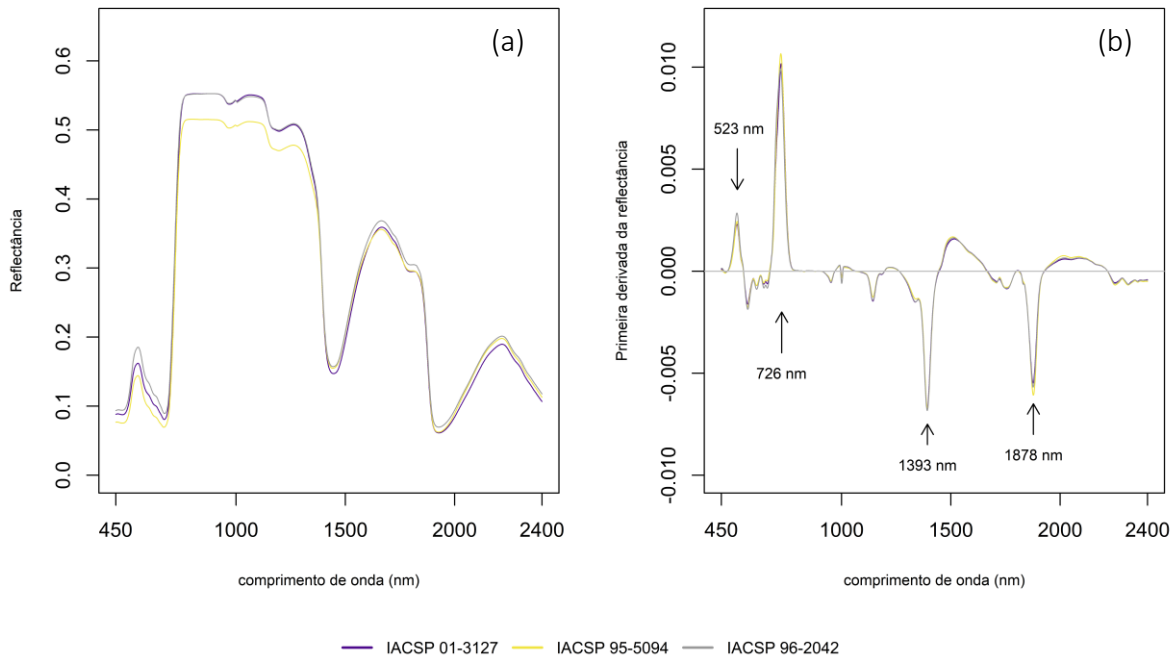 (a)
Reflectância
0.0
0.1
0.2
0.3
0.4
0.5
0.6
450
1000
1500
2000
2400
comprimento de onda (nm)
(b)
Primeira derivada da reflectância
-0.010
-0.005
0.000
0.005
0.010
523 nm
726 nm
1393 nm
1878 nm
450
1000
1500
2000
2400
comprimento de onda (nm)
IACSP 01-3127 IACSP 95-5094 IACSP 96-2042